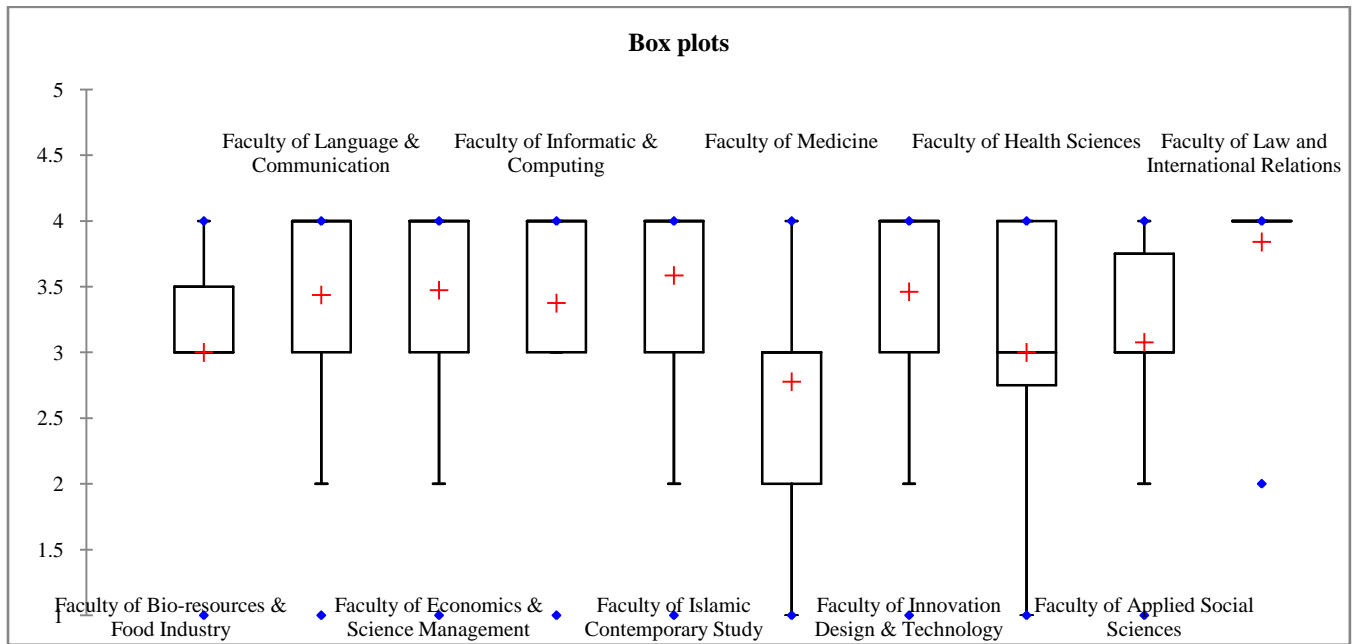 Box plots
5
Faculty of Language &
Communication
Faculty of Informatic &
Computing
Faculty of Medicine
Faculty of Health Sciences
Faculty of Law and
International Relations
4.5
4
3.5
3
2.5
2
1.5
1
Faculty of Bio-resources &
Food Industry
Faculty of Economics &
Science Management
Faculty of Islamic
Contemporary Study
Faculty of Innovation
Design & Technology
Faculty of Applied Social
Sciences